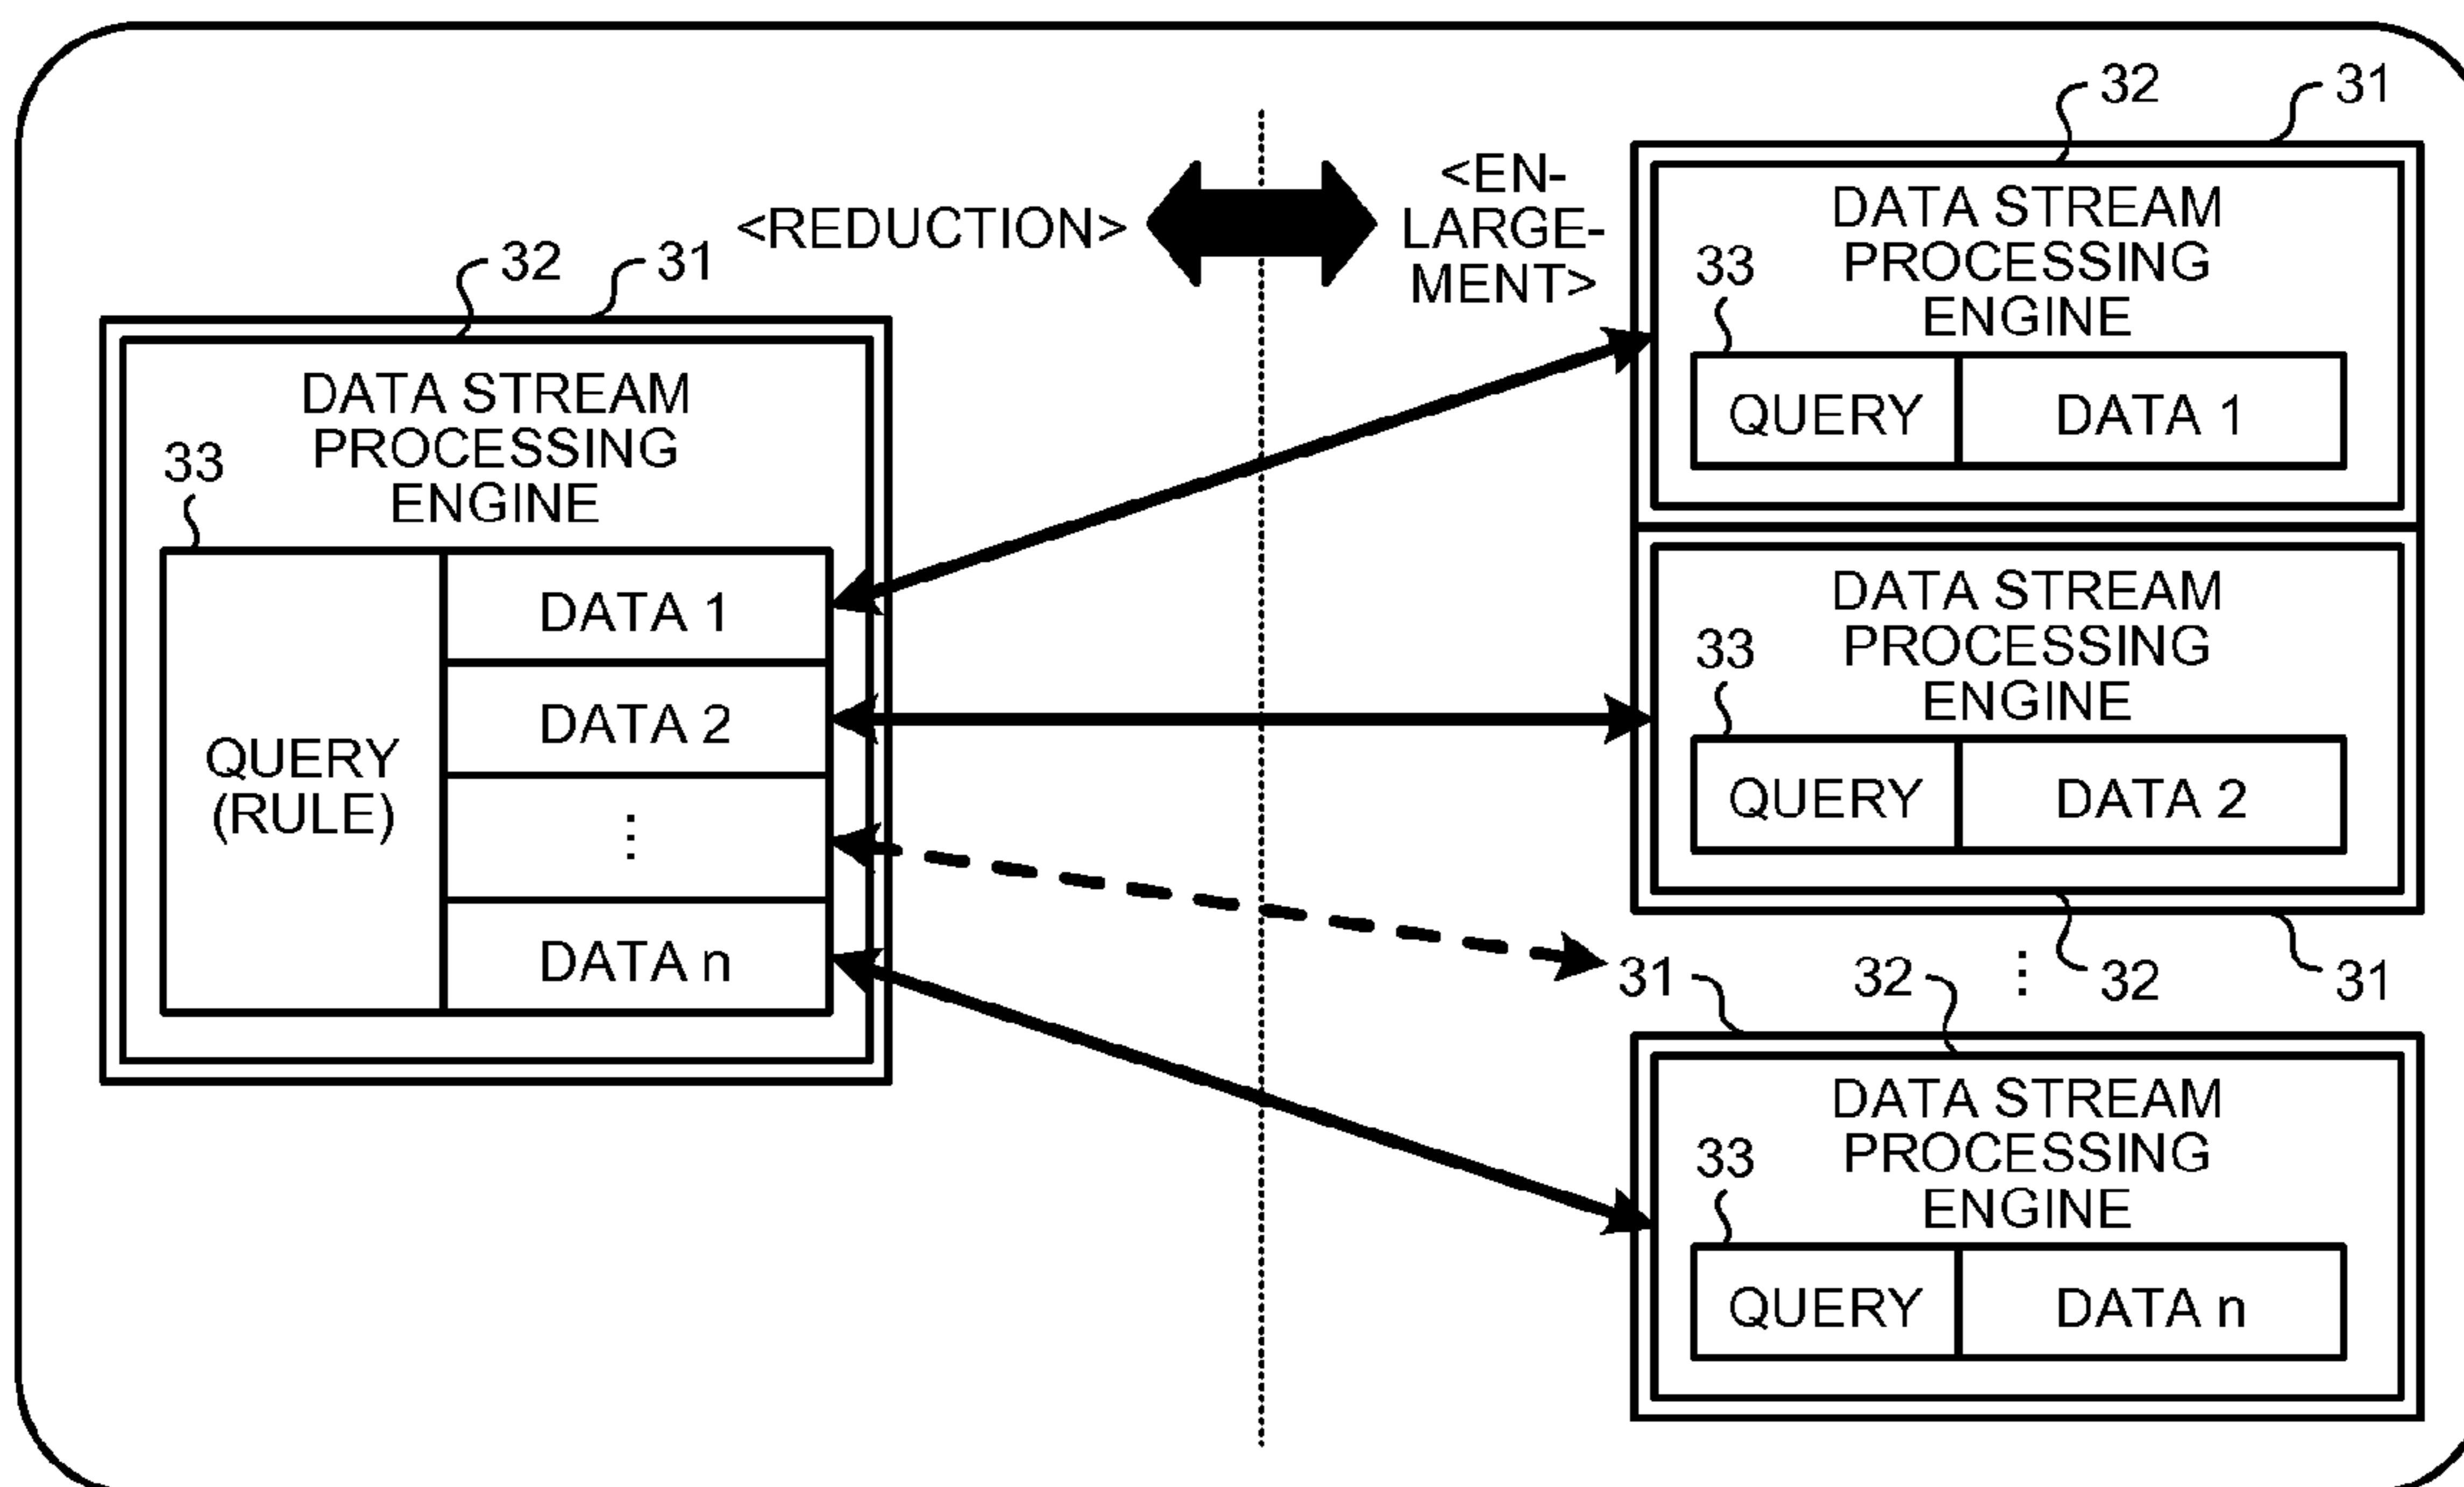 32
31
<REDUCTION>
<EN-
LARGE-
MENT>
32
31
DATA STREAM
PROCESSING
ENGINE
33
QUERY
(RULE)
DATA 1
DATA 2
⋮
DATA n
DATA STREAM
PROCESSING
ENGINE
33
QUERY
DATA 1
DATA STREAM
PROCESSING
ENGINE
33
QUERY
DATA 2
31
32
⋮
32
31
DATA STREAM
PROCESSING
ENGINE
33
QUERY
DATA n